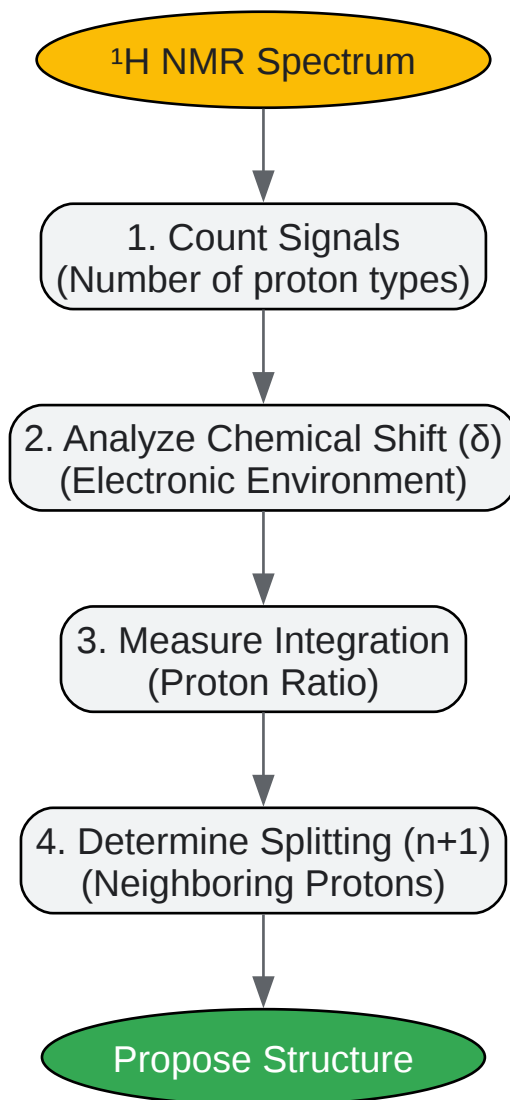 ¹H NMR Spectrum
1. Count Signals
(Number of proton types)
2. Analyze Chemical Shift (δ)
(Electronic Environment)
3. Measure Integration
(Proton Ratio)
4. Determine Splitting (n+1)
(Neighboring Protons)
Propose Structure